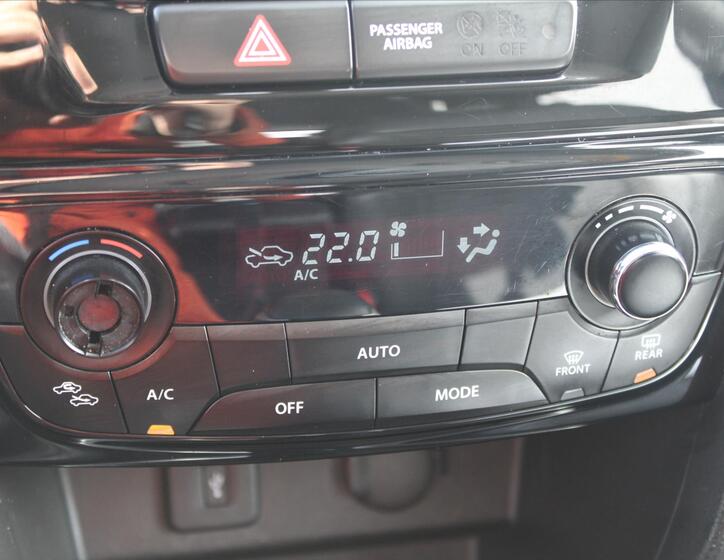 PASSENGER
AIRBAG
ON OFF
22.0
A/C
AUTO
A/C
OFF
MODE
FRONT
REAR